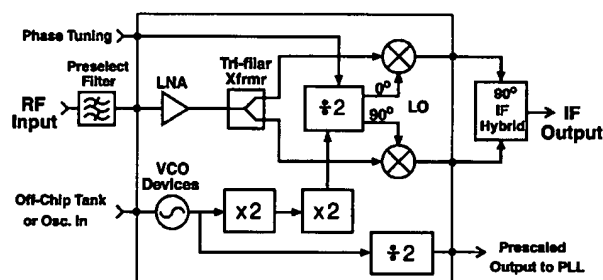 Phase Tuning
Preselect
Filter
LNA
Tri-filar
Xfrmr
RF
Input
÷2
0°
90°
LO
90°
IF
Hybrid
IF
Output
VCO
Devices
Off-Chip Tank
or Osc. In
x2
x2
÷2
Prescaled
Output to PLL